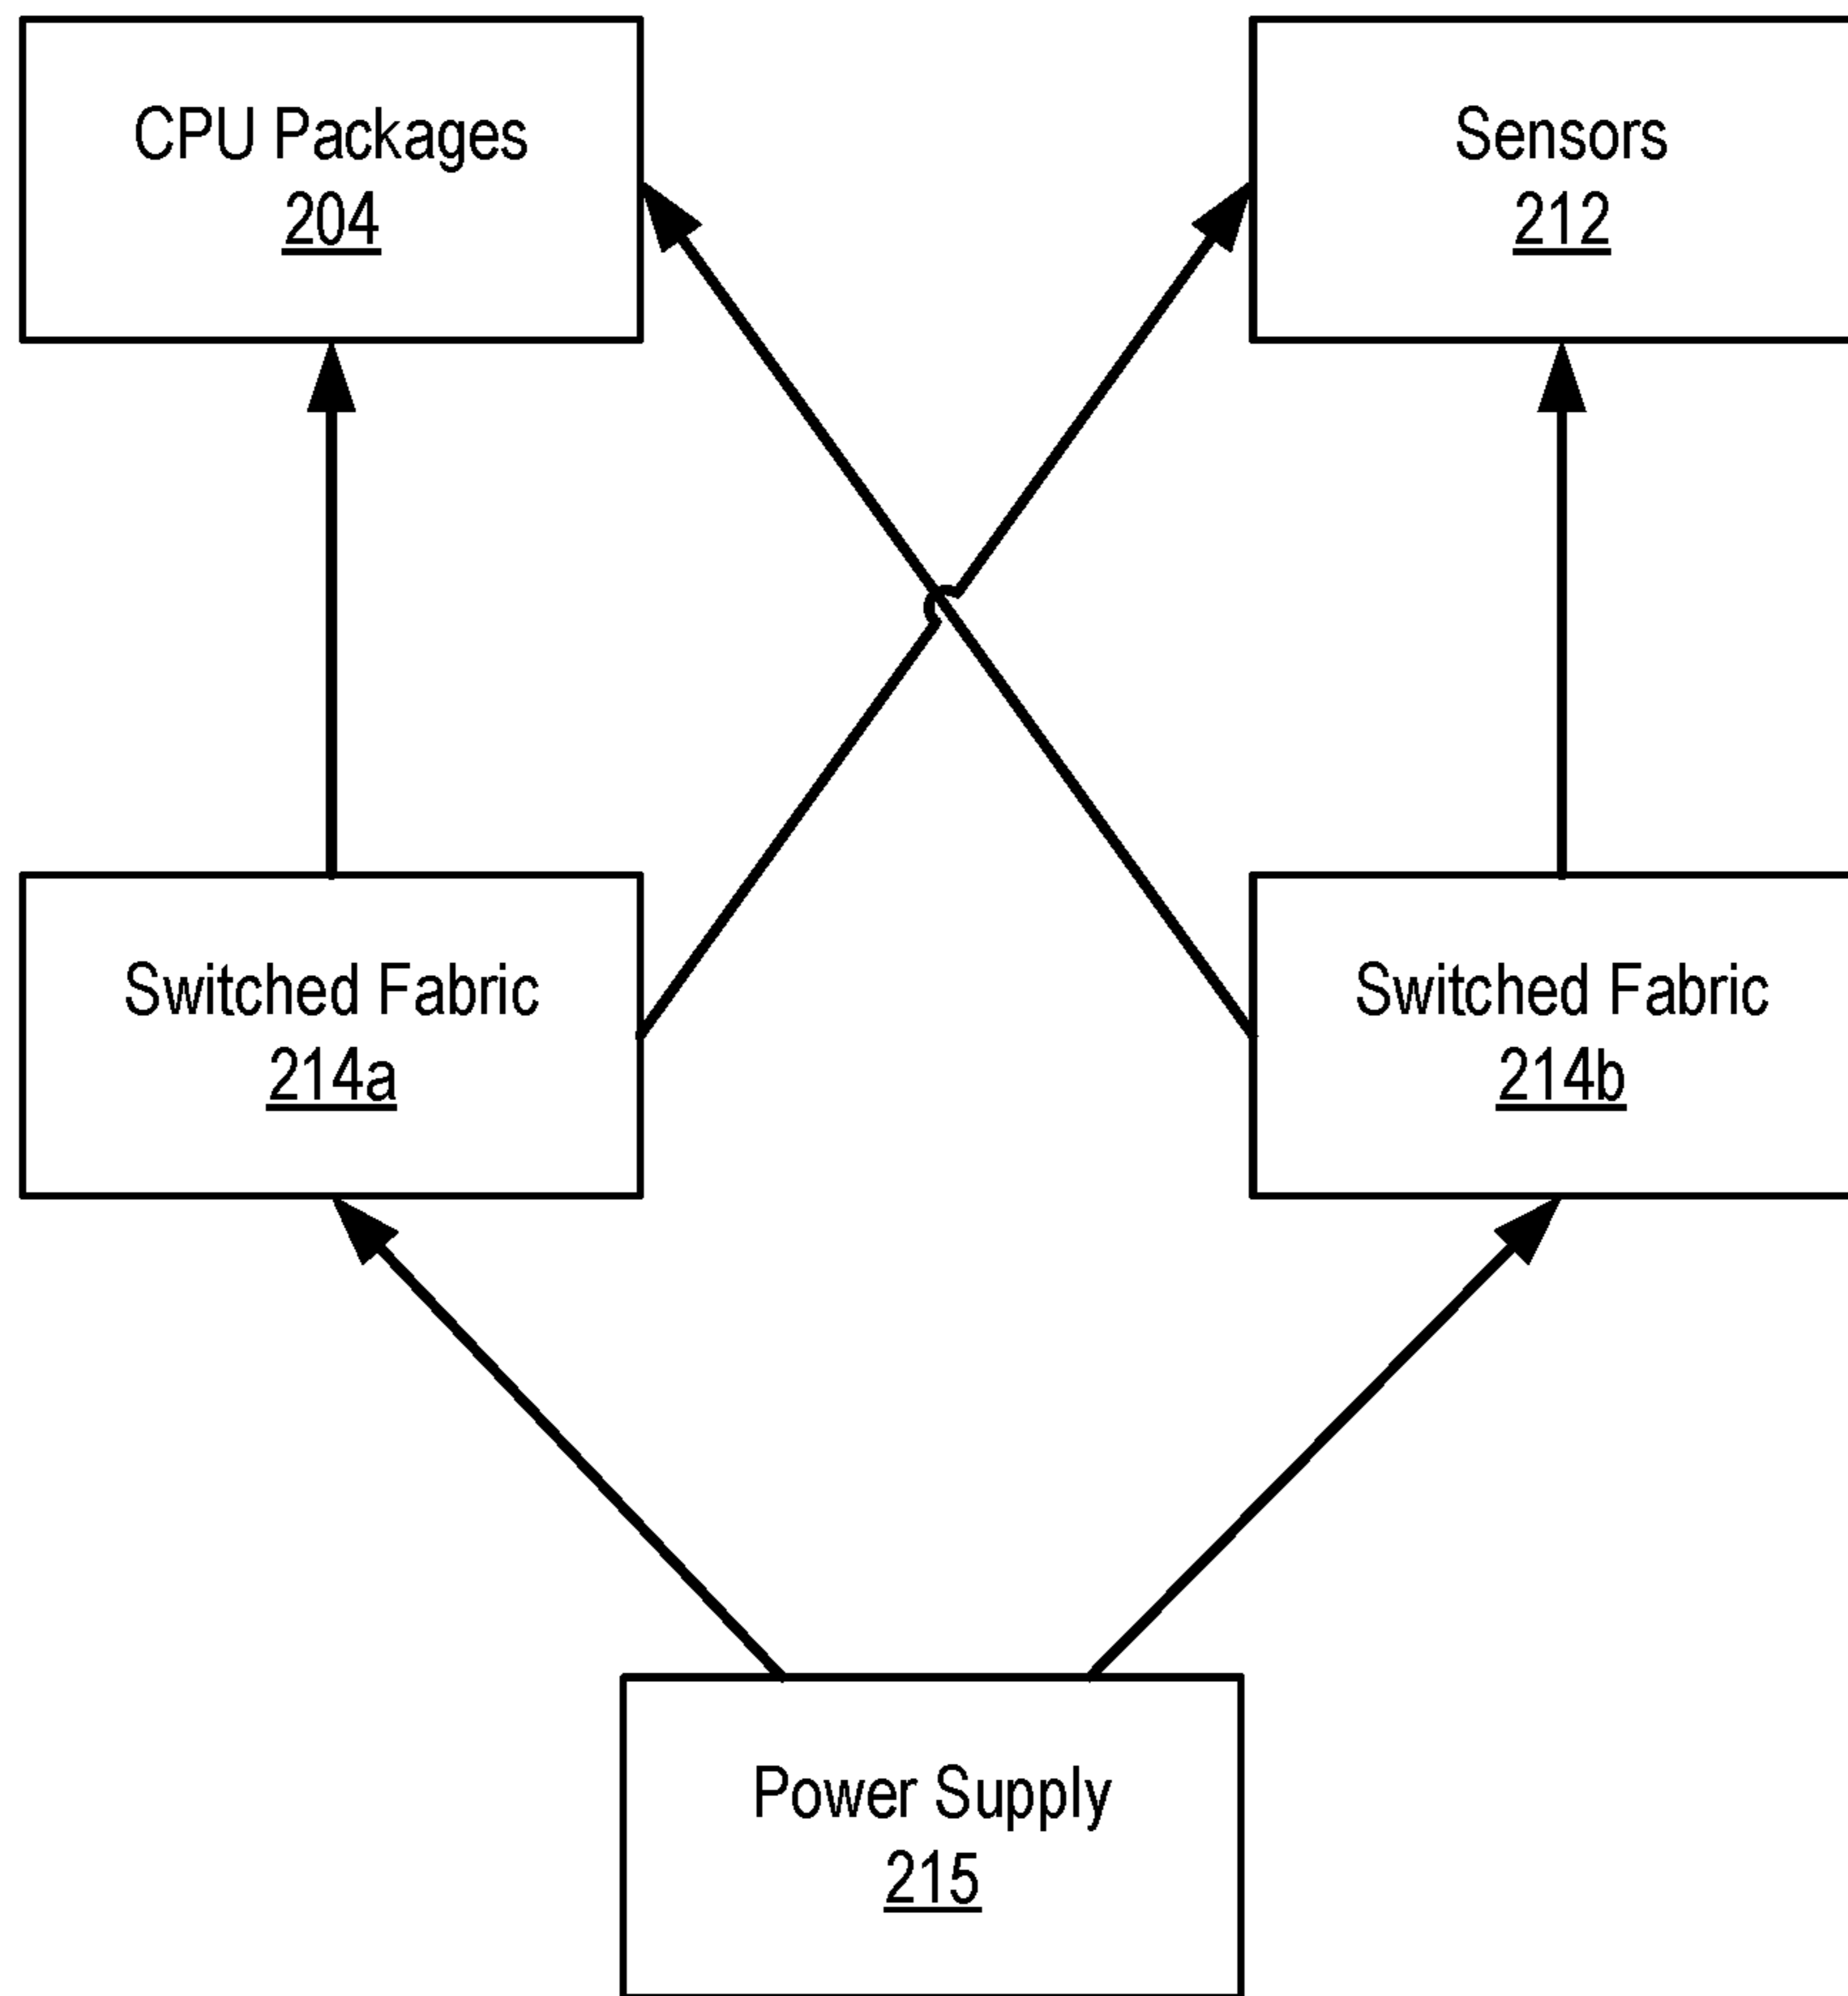 CPU Packages
204
Sensors
212
Switched Fabric
214a
Switched Fabric
214b
Power Supply
215